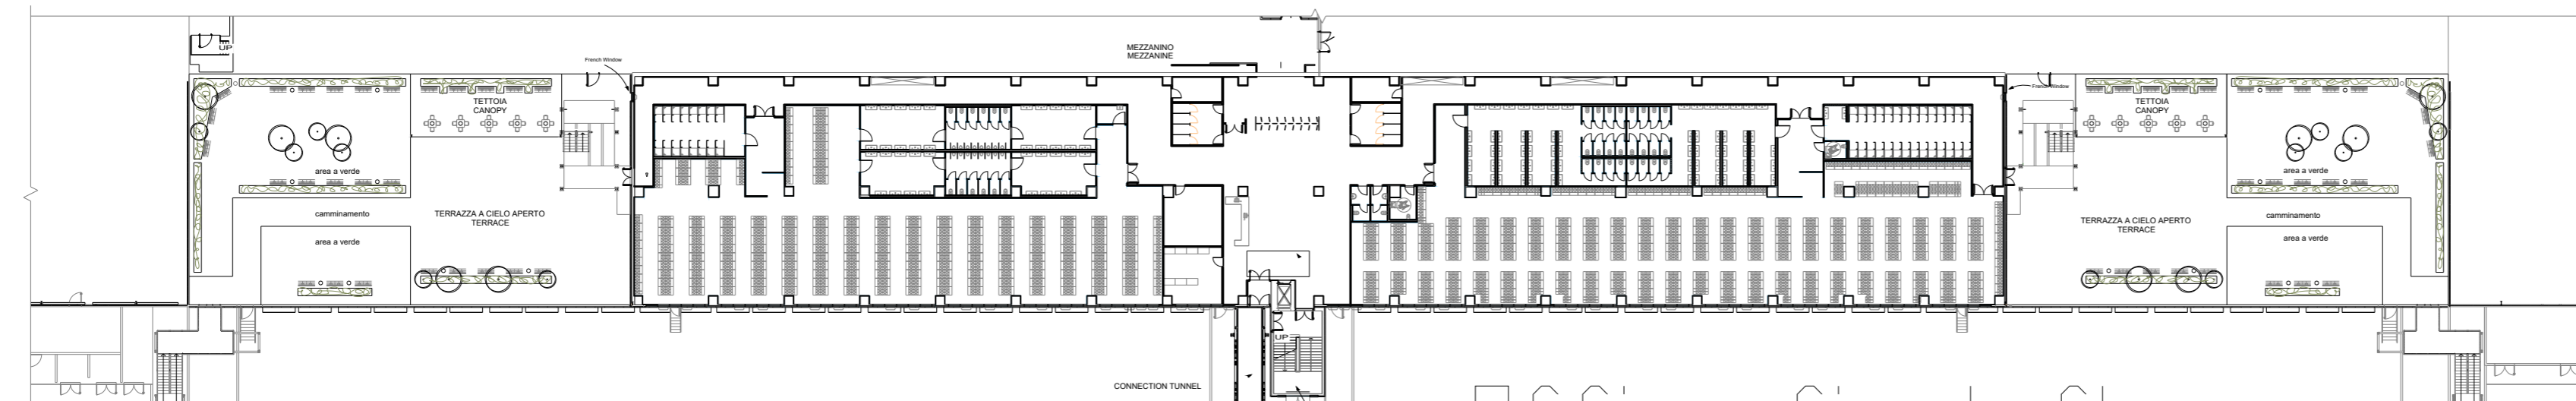 UP
French Window
MEZZANINO
MEZZANINE
TETTOIA
CANOPY
area a verde
camminamento
TERRAZZA A CIELO APERTO
TERRACE
area a verde
French Window
TETTOIA
CANOPY
area a verde
camminamento
TERRAZZA A CIELO APERTO
TERRACE
area a verde
UP
CONNECTION TUNNEL